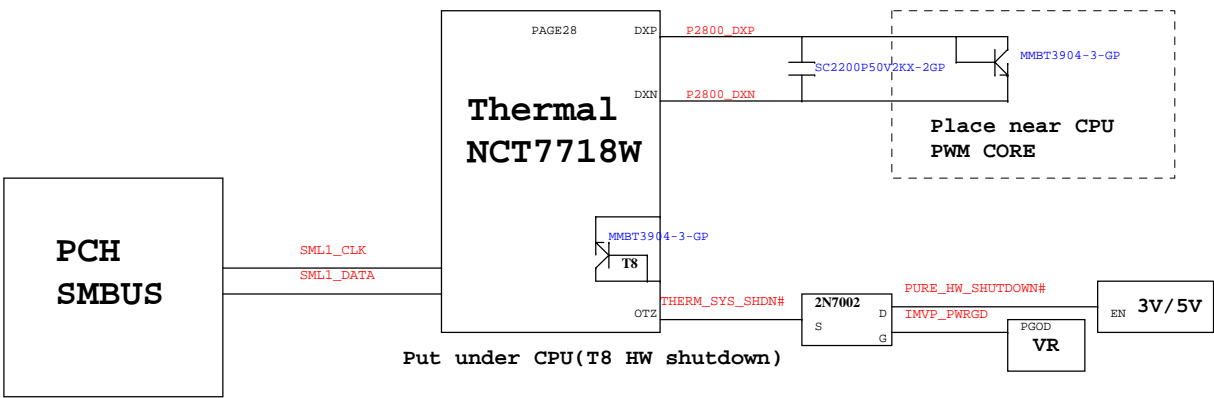 PAGE28
DXP
P2800_DXP
MMBT3904-3-GP
SC2200P50V2KX-2GP
DXN
P2800_DXN
Thermal
NCT7718W
Place near CPU
PWM CORE
PCH
SMBUS
SML1_CLK
SML1_DATA
MMBT3904-3-GP
T8
OTZ
THERM_SYS_SHDN#
2N7002
S
D
G
PURE_HW_SHUTDOWN#
IMVP_PWRGD
EN
3V/5V
PGOD
VR
Put under CPU(T8 HW shutdown)